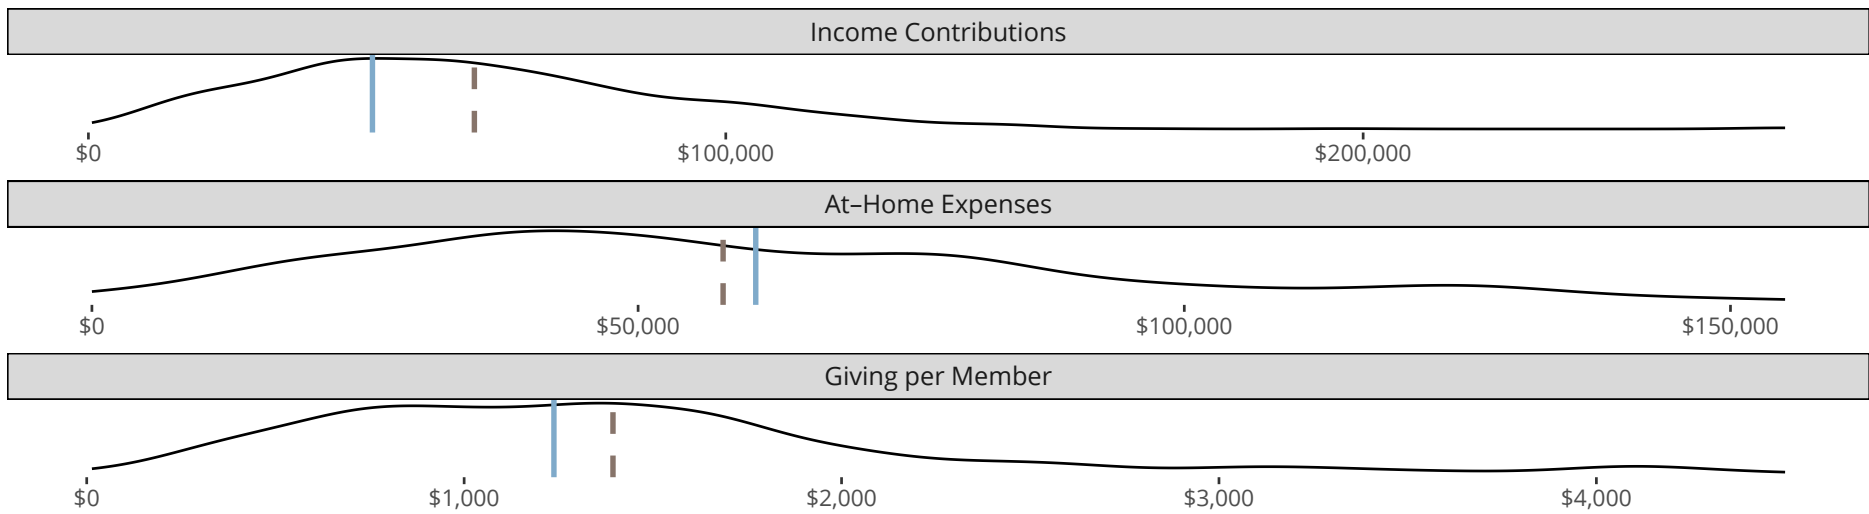 Income Contributions
$0 $100,000 $200,000
At–Home Expenses
$0 $50,000 $100,000 $150,000
Giving per Member
$0 $1,000 $2,000 $3,000 $4,000